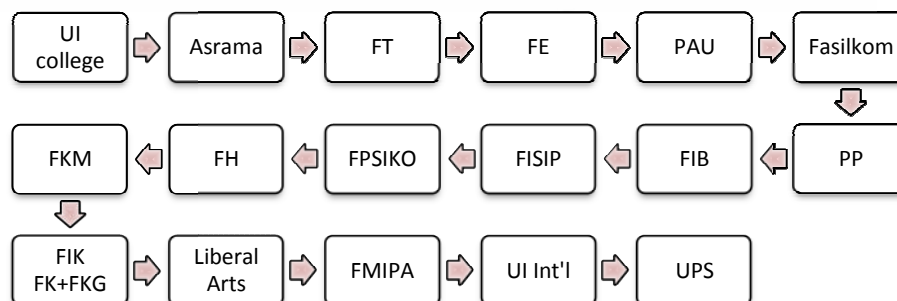 UI
college
Asrama
FT
FE
PAU
Fasilkom
PP
FIB
FISIP
FPSIKO
FH
FKM
FIK
FK+FKG
Liberal
Arts
FMIPA
UI Int'l
UPS